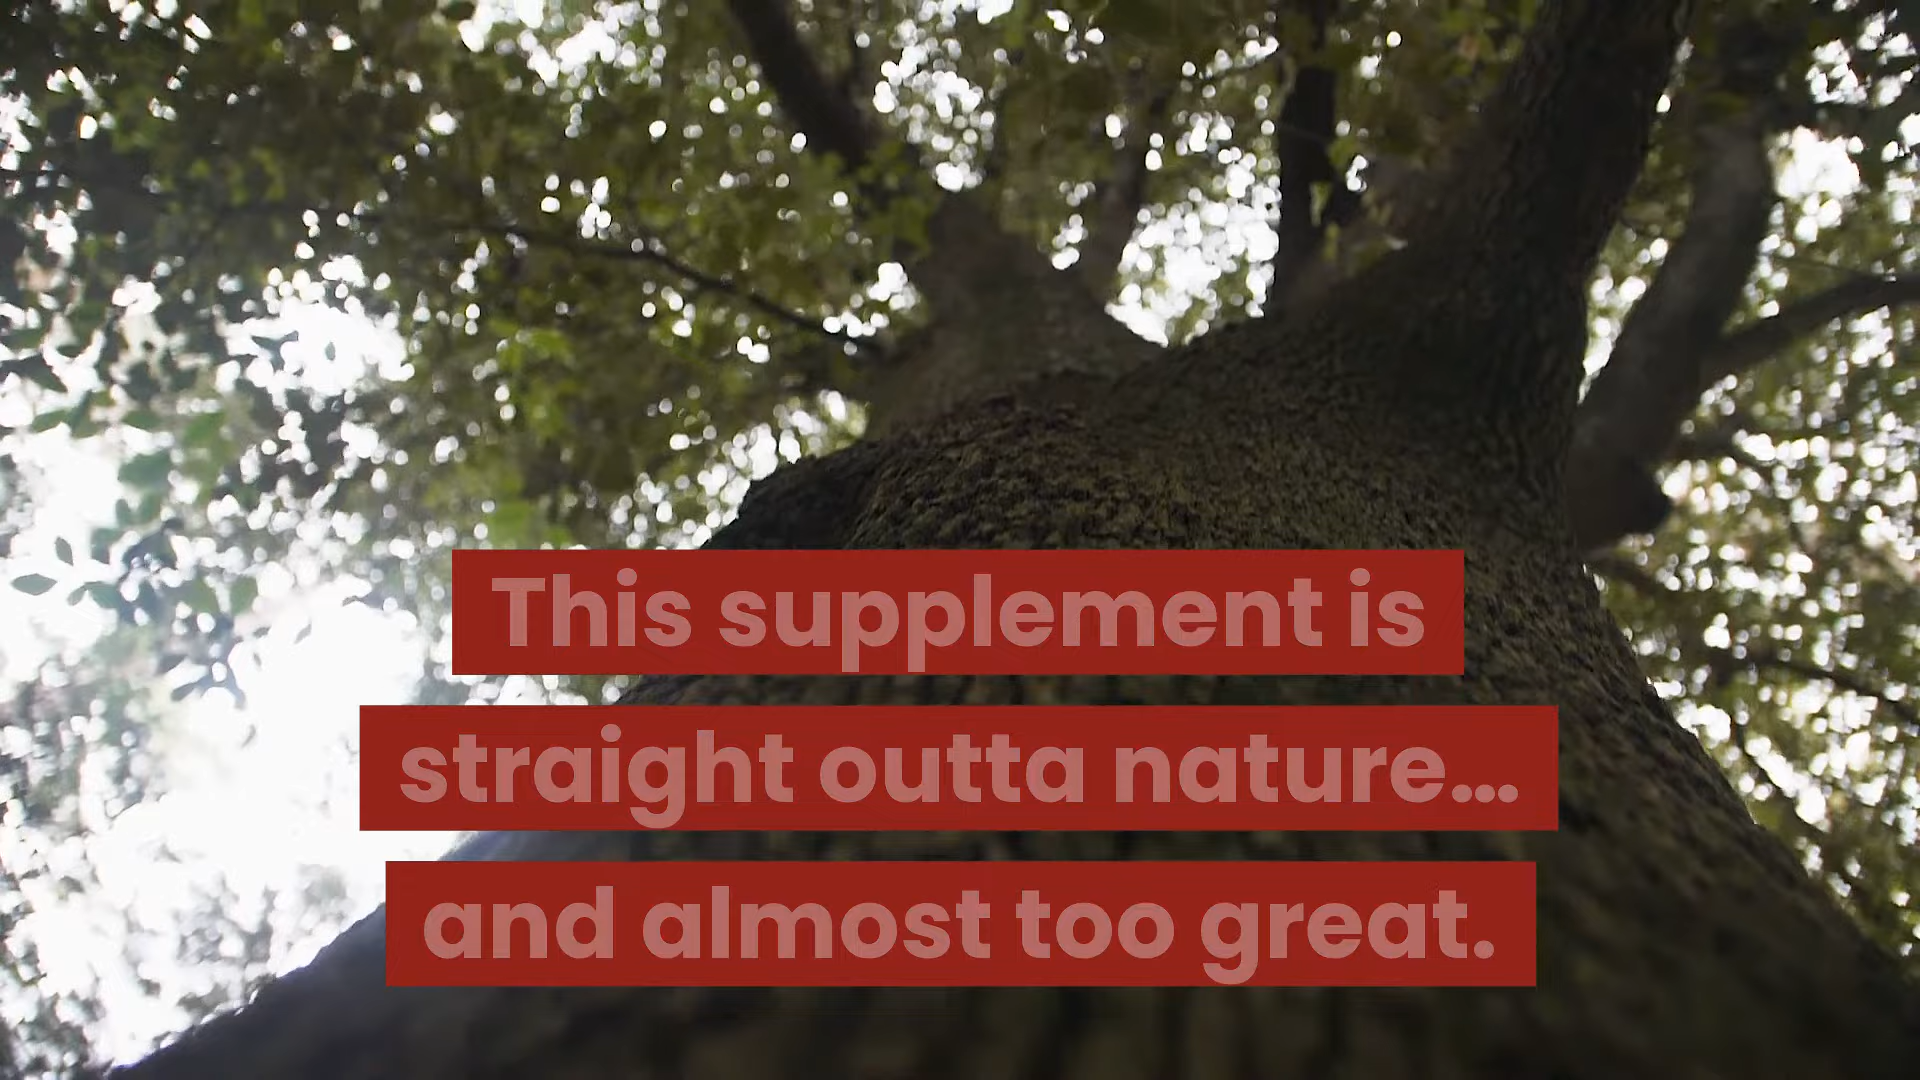 This supplement is
straight outta nature...
and almost too great.